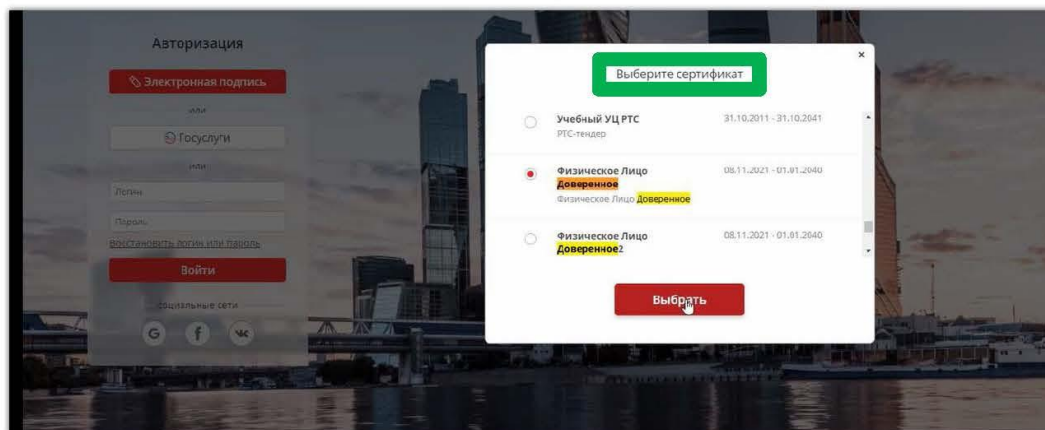 Авторизация
Электронная подпись
или
Госуслуги
или
Логин
Пароль
Восстановить логин или пароль
Войти
социальные сети
G f
×
Выберите сертификат
Учебный УЦ РТС
31.10.2011 - 31.10.2041
РТС-тендер
Физическое Лицо
08.11.2021 - 01.01.2040
Доверенное
Физическое Лицо Доверенное
Физическое Лицо
08.11.2021 - 01.01.2040
Доверенное2
Выбрать